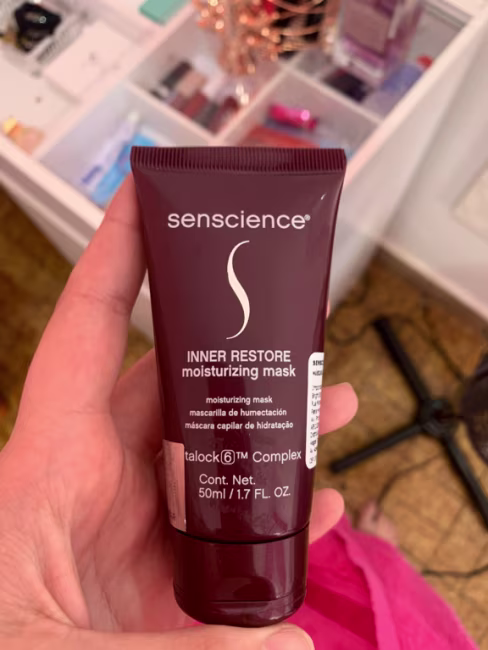 senscience®
INNER RESTORE
moisturizing mask
moisturizing mask
mascarilla de humectación
máscara capilar de hidratação
talock⑥™ Complex
Cont. Net.
50ml / 1.7 FL. OZ.